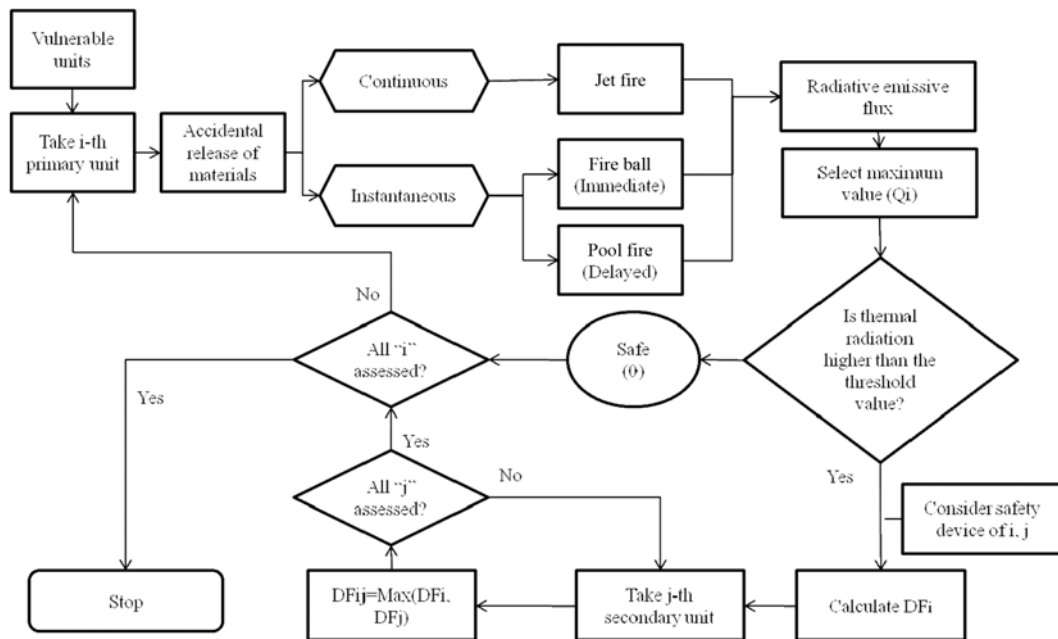 Vulnerable
units
Take i-th
primary unit
Accidental
release of
materials
Continuous
Instantaneous
Jet fire
Fire ball
(Immediate)
Pool fire
(Delayed)
Radiative emissive
flux
Select maximum
value (Qi)
Is thermal
radiation
higher than the
threshold
value?
Safe
(0)
All "i"
assessed?
No
Yes
Yes
All "j"
assessed?
No
Yes
Consider safety
device of i, j
Calculate DFi
Take j-th
secondary unit
DFij=Max(DFi,
DFj)
Stop